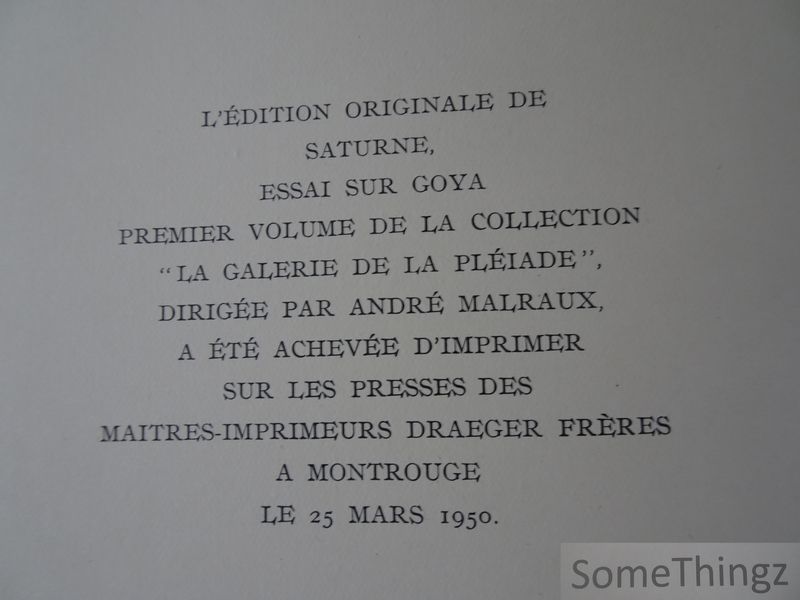 L'ÉDITION ORIGINALE DE
SATURNE,
ESSAI SUR GOYA
PREMIER VOLUME DE LA COLLECTION
“LA GALERIE DE LA PLÉIADE”,
DIRIGÉE PAR ANDRÉ MALRAUX,
A ÉTÉ ACHEVÉE D'IMPRIMER
SUR LES PRESSES DES
MAITRES-IMPRIMEURS DRAEGER FRÈRES
A MONTROUGE
LE 25 MARS 1950.
SomeThingz